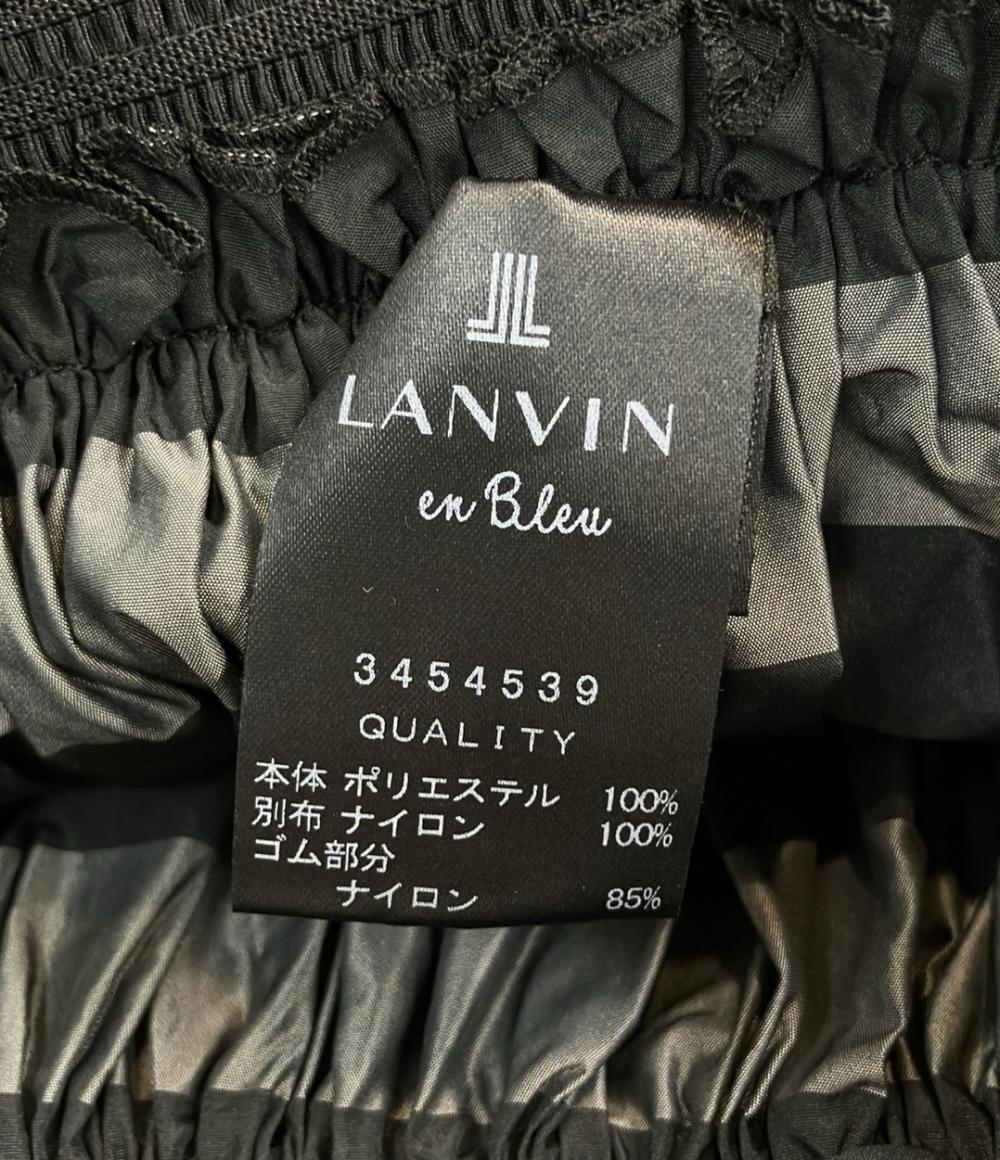 LANVIN
en Bleu
3454539
QUALITY
本体 ポリエステル 100%
別布 ナイロン 100%
ゴム部分
ナイロン 85%